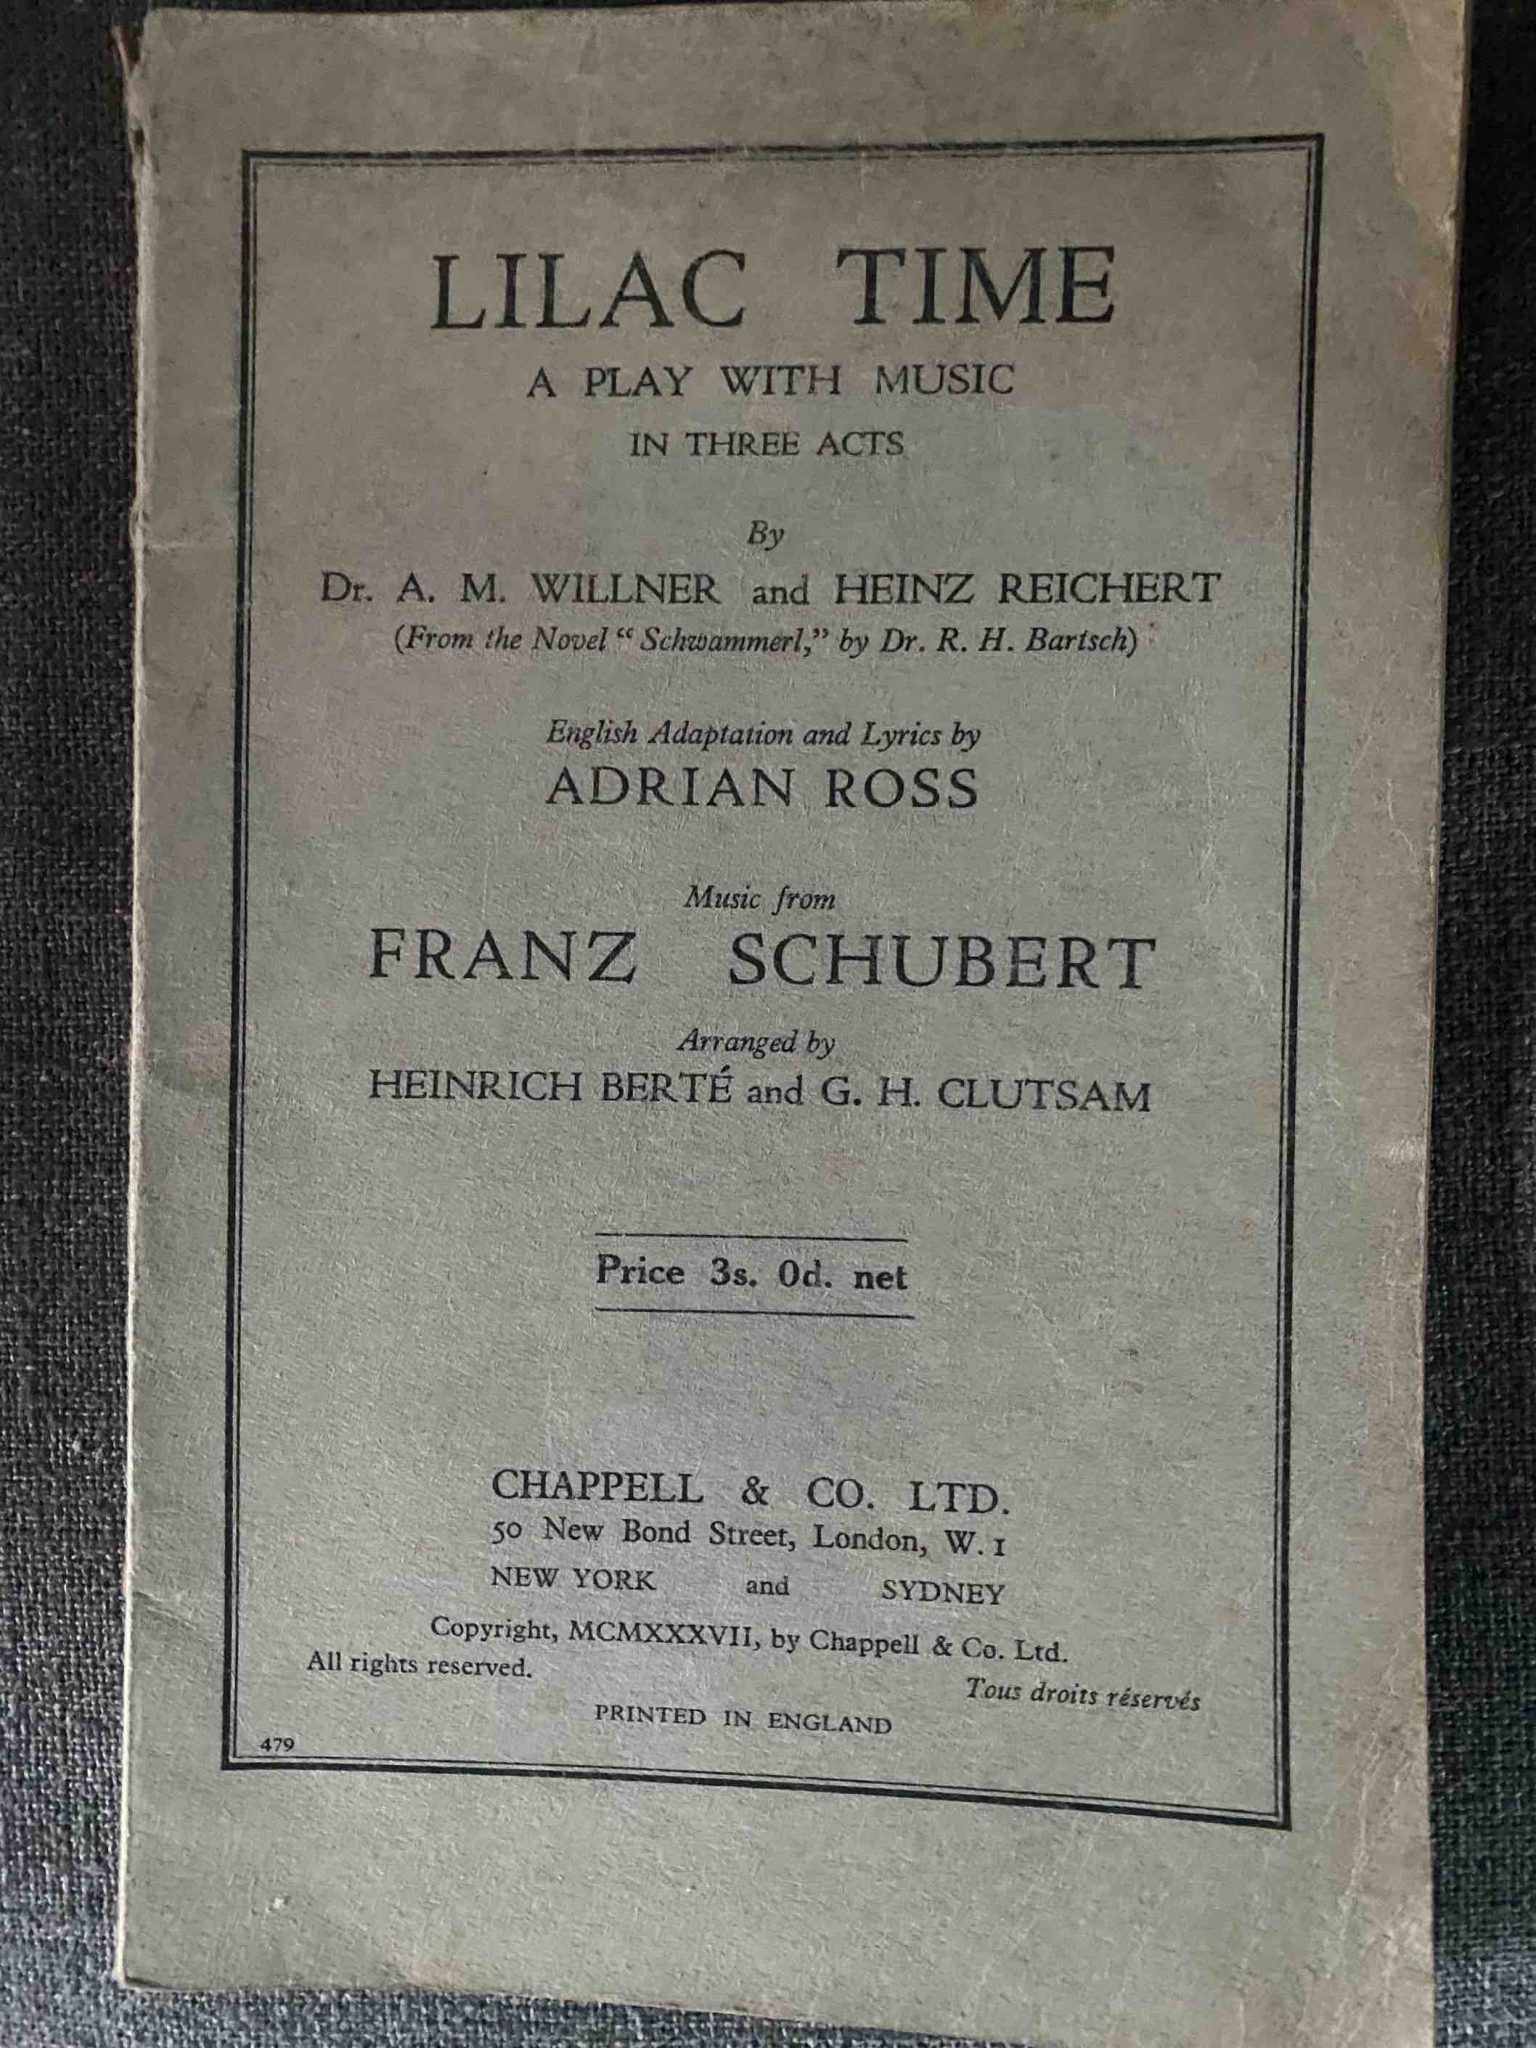 LILAC TIME
A PLAY WITH MUSIC
IN THREE ACTS
By
Dr. A. M. WILLNER and HEINZ REICHERT
(From the Novel “Schwammerl,” by Dr. R. H. Bartsch)
English Adaptation and Lyrics by
ADRIAN ROSS
Music from
FRANZ SCHUBERT
Arranged by
HEINRICH BERTÉ and G. H. CLUTSAM
Price 3s. 0d. net
CHAPPELL & CO. LTD.
50 New Bond Street, London, W. 1
NEW YORK and SYDNEY
Copyright, MCMXXXVII, by Chappell & Co. Ltd.
All rights reserved. Tous droits réservés
PRINTED IN ENGLAND
479